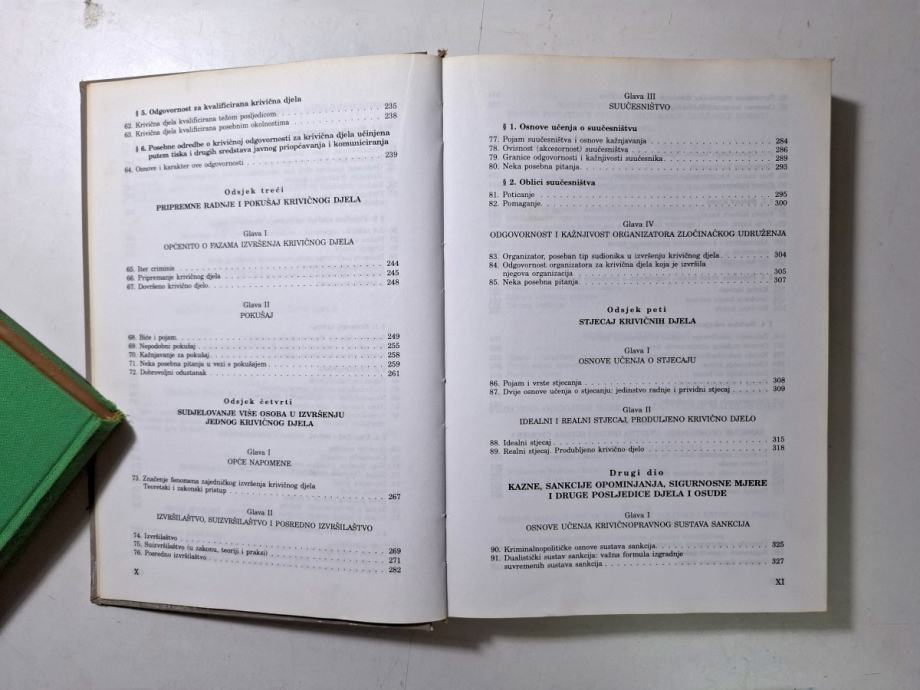 § 5. Odgovornost za kvalificirana krivična djela
62. Krivična djela kvalificirana težom posljedicom 235
63. Krivična djela kvalificirana posebnim okolnostima 238
§ 6. Posebne odredbe o krivičnoj odgovornosti za krivična djela učinjena
putem tiska i drugih sredstava javnog priopćavanja i komuniciranja
64. Osnove i karakter ove odgovornosti 239
Odsjek treći
PRIPREMNE RADNJE I POKUŠAJ KRIVIČNOG DJELA
Glava I
OPĆENITO O FAZAMA IZVRŠENJA KRIVIČNOG DJELA
65. Iter criminis 244
66. Pripremanje krivičnog djela 245
67. Dovršeno krivično djelo 248
Glava II
POKUŠAJ
68. Biće i pojam 249
69. Nepodobni pokušaj 255
70. Kažnjavanje za pokušaj 258
71. Neka posebna pitanja u vezi s pokušajem 259
72. Dobrovoljni odustanak 261
Odsjek četvrti
SUDJELOVANJE VIŠE OSOBA U IZVRŠENJU
JEDNOG KRIVIČNOG DJELA
Glava I
OPĆE NAPOMENE
73. Značenje fenomena zajedničkog izvršenja krivičnog djela
Teoretski i zakonski pristup 267
Glava II
IZVRŠILAŠTVO, SUIZVRŠILAŠTVO I POSREDNO IZVRŠILAŠTVO
74. Izvršilaštvo 269
75. Suizvršilaštvo (u zakonu, teoriji i praksi) 271
76. Posredno izvršilaštvo 282
X
Glava III
SUUČESNIŠTVO
§ 1. Osnove učenja o suučesništvu
77. Pojam suučesništva i osnove kažnjavanja 284
78. Ovisnost (akcesornost) suučesništva 286
79. Granice odgovornosti i kažnjivosti suučesnika 289
80. Neka posebna pitanja 293
§ 2. Oblici suučesništva
81. Poticanje 295
82. Pomaganje 300
Glava IV
ODGOVORNOST I KAŽNJIVOST ORGANIZATORA ZLOČINAČKOG UDRUŽENJA
83. Organizator, poseban tip sudionika u izvršenju krivičnog djela 304
84. Odgovornost organizatora za krivična djela koja je izvršila
njegova organizacija 305
85. Neka posebna pitanja 307
Odsjek peti
STJECAJ KRIVIČNIH DJELA
Glava I
OSNOVE UČENJA O STJECAJU
86. Pojam i vrste stjecanja 308
87. Dvije osnove učenja o stjecanju: jedinstvo radnje i prividni stjecaj 309
Glava II
IDEALNI I REALNI STJECAJ, PRODULJENO KRIVIČNO DJELO
88. Idealni stjecaj 315
89. Realni stjecaj. Produbljeno krivično djelo 318
Drugi dio
KAZNE, SANKCIJE OPOMINJANJA, SIGURNOSNE MJERE
I DRUGE POSLJEDICE DJELA I OSUDE
Glava I
OSNOVE UČENJA KRIVIČNOPRAVNOG SUSTAVA SANKCIJA
90. Kriminalnopolitičke osnove sustava sankcija 325
91. Dualistički sustav sankcija: važna formula izgradnje
suvremenih sustava sankcija 327
XI